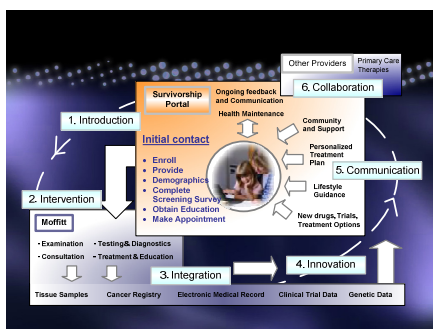 Other Providers
Primary Care
Therapies
6. Collaboration
Survivorship
Portal
Ongoing feedback
and Communication
Health Maintenance
1. Introduction
Initial contact
• Enroll
• Provide
Demographics
• Complete
Screening Survey
• Obtain Education
• Make Appointment
Community
and Support
Personalized
Treatment
Plan
Lifestyle
Guidance
New drugs, Trials,
Treatment Options
5. Communication
2. Intervention
Moffitt
- Examination
- Consultation
- Testing & Diagnostics
- Treatment & Education
3. Integration
4. Innovation
Tissue Samples
Cancer Registry
Electronic Medical Record
Clinical Trial Data
Genetic Data